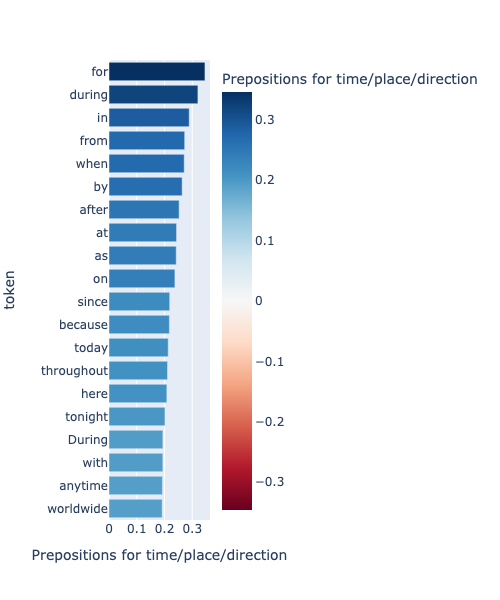 Prepositions for time/place/direction
for
during
in
from
when
by
after
at
as
on
since
because
today
throughout
here
tonight
During
with
anytime
worldwide
token
0 0.1 0.2 0.3
Prepositions for time/place/direction
0.3
0.2
0.1
0
−0.1
−0.2
−0.3